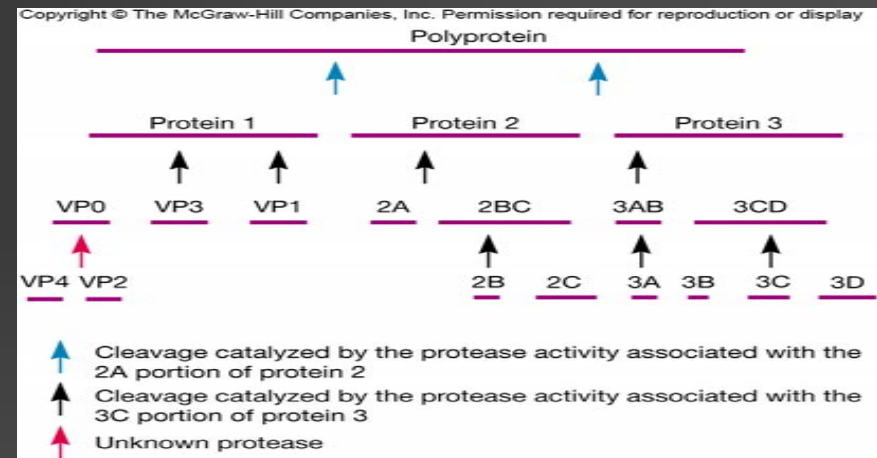 Copyright © The McGraw-Hill Companies, Inc. Permission required for reproduction or display
Polyprotein
Protein 1 Protein 2 Protein 3
VP0 VP3 VP1 2A 2BC 3AB 3CD
VP4 VP2 2B 2C 3A 3B 3C 3D
Cleavage catalyzed by the protease activity associated with the
2A portion of protein 2
Cleavage catalyzed by the protease activity associated with the
3C portion of protein 3
Unknown protease